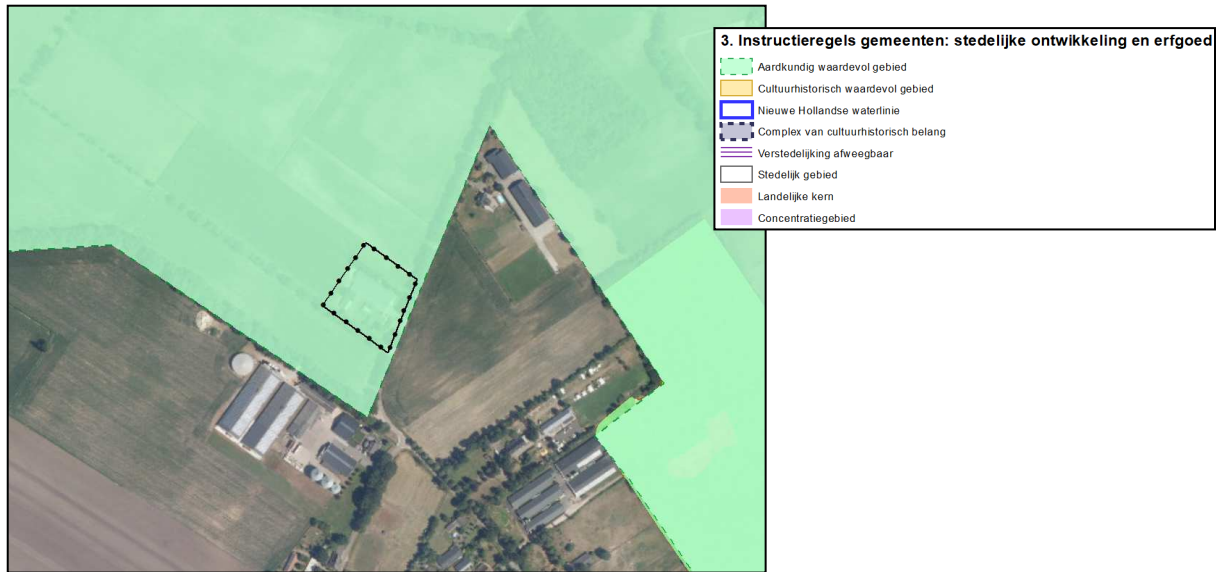 3. Instructieregels gemeenten: stedelijke ontwikkeling en erfgoed
Aardkundig waardevol gebied
Cultuurhistorisch waardevol gebied
Nieuwe Hollandse waterlinie
Complex van cultuurhistorisch belang
Verstedelijking afweegbaar
Stedelijk gebied
Landelijke kern
Concentratiegebied